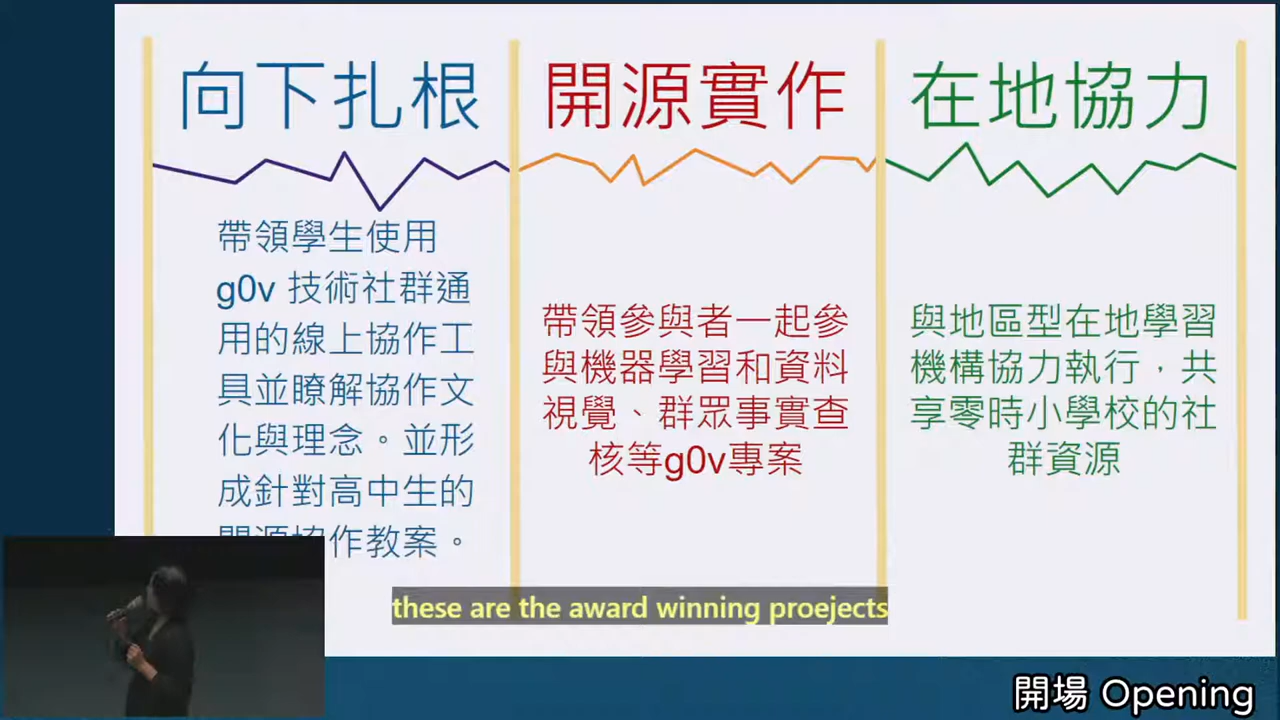 向下扎根
帶領學生使用
g0v 技術社群通
用的線上協作工
具並瞭解協作文
化與理念。並形
成針對高中生的
開源協作教案。
開源實作
帶領參與者一起參
與機器學習和資料
視覺、群眾事實查
核等g0v專案
在地協力
與地區型在地學習
機構協力執行，共
享零時小學校的社
群資源
these are the award winning proejects
開場 Opening